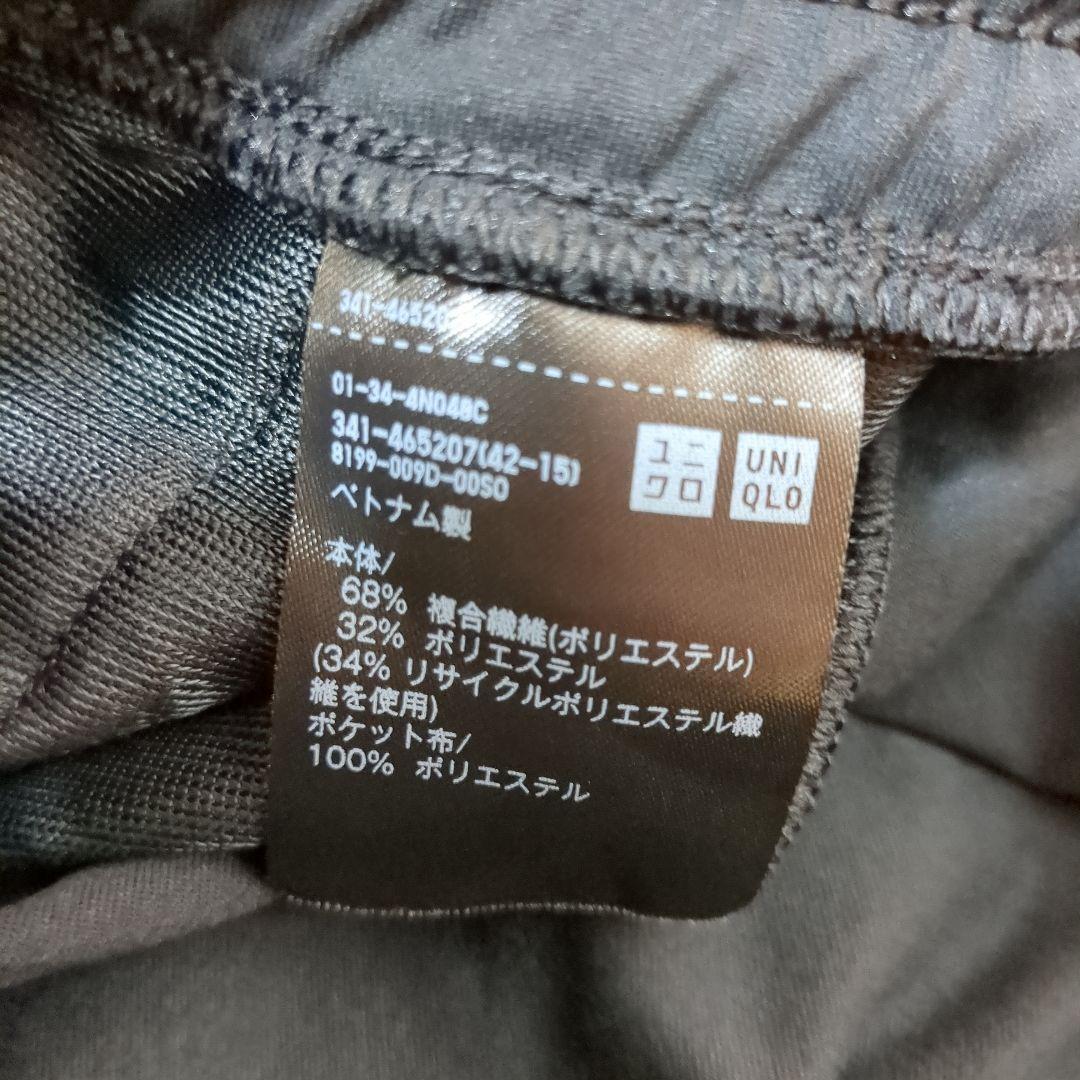 341-46520
01-34-4N048C
341-465207(42-15)
8199-009D-00SO
ベトナム製
ユニ
クロ
UNI
QLO
本体/
68% 複合繊維(ポリエステル)
32% ポリエステル
(34% リサイクルポリエステル繊
維を使用)
ポケット布/
100% ポリエステル